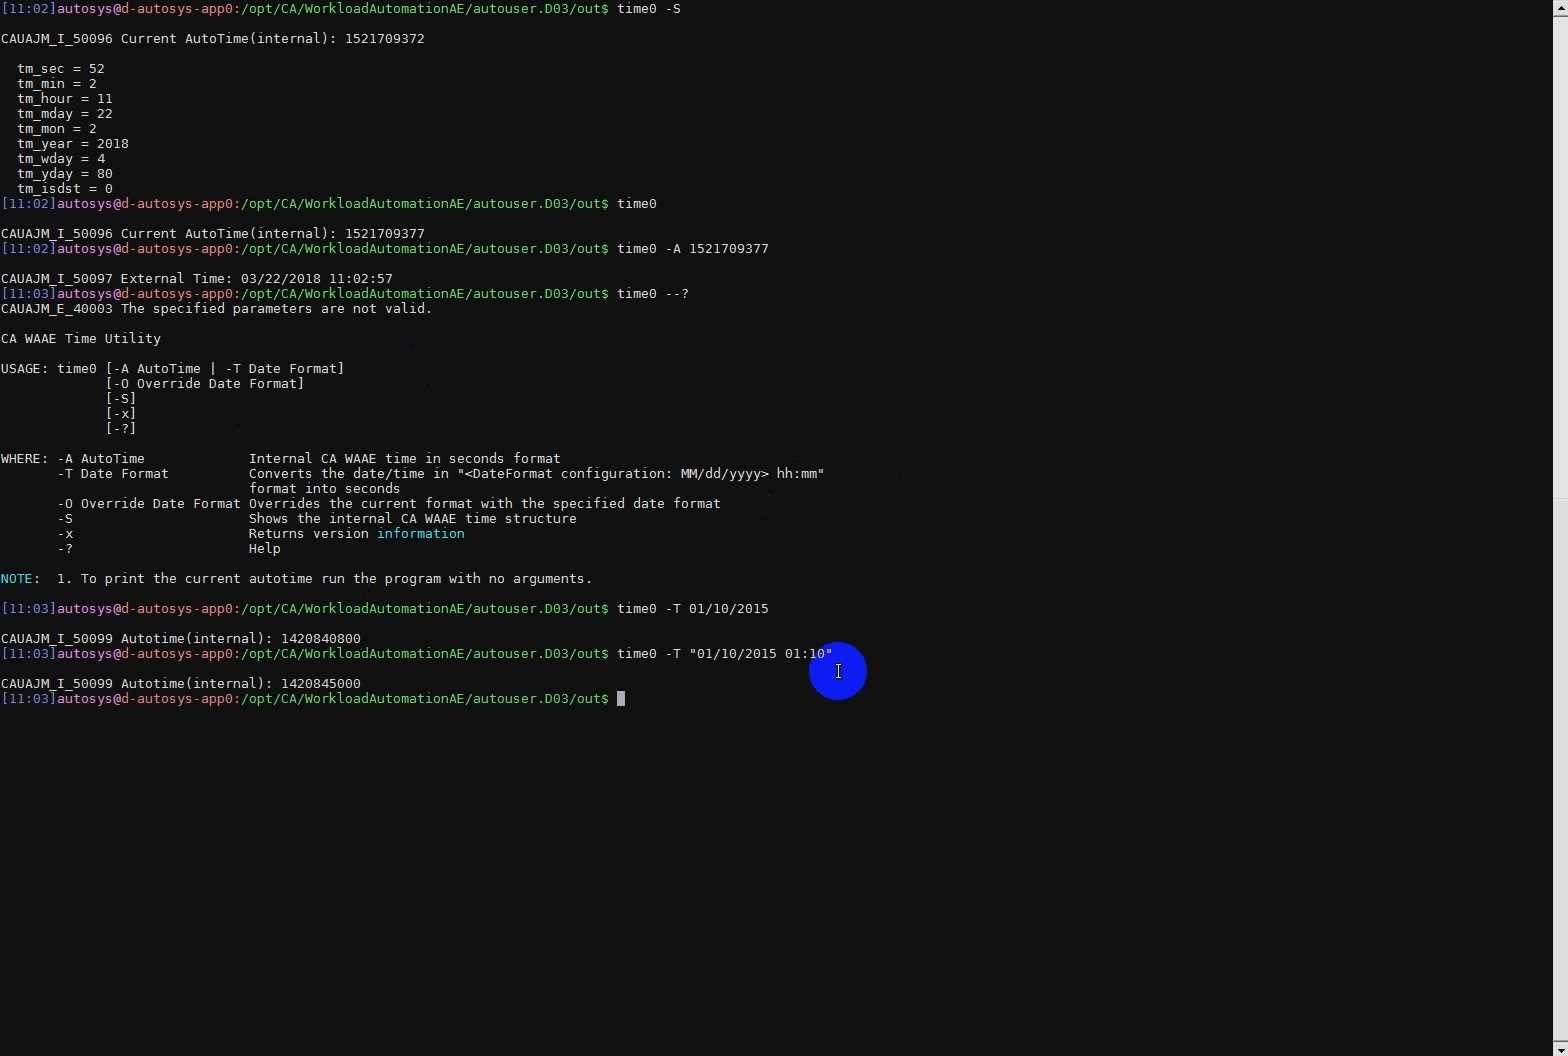 [11:02]autosys@d-autosys-app0:/opt/CA/WorkloadAutomationAE/autouser.D03/out$ time0 -S
CAUAJM_I_50096 Current AutoTime(internal): 1521709372
tm_sec = 52
tm_min = 2
tm_hour = 11
tm_mday = 22
tm_mon = 2
tm_year = 2018
tm_wday = 4
tm_yday = 80
tm_isdst = 0
[11:02]autosys@d-autosys-app0:/opt/CA/WorkloadAutomationAE/autouser.D03/out$ time0
CAUAJM_I_50096 Current AutoTime(internal): 1521709377
[11:02]autosys@d-autosys-app0:/opt/CA/WorkloadAutomationAE/autouser.D03/out$ time0 -A 1521709377
CAUAJM_I_50097 External Time: 03/22/2018 11:02:57
[11:03]autosys@d-autosys-app0:/opt/CA/WorkloadAutomationAE/autouser.D03/out$ time0 --?
CAUAJM_E_40003 The specified parameters are not valid.
CA WAAE Time Utility
USAGE: time0 [-A AutoTime | -T Date Format]
[-O Override Date Format]
[-S]
[-x]
[-?]
WHERE: -A AutoTime Internal CA WAAE time in seconds format
-T Date Format Converts the date/time in "<DateFormat configuration: MM/dd/yyyy> hh:mm"
format into seconds
-O Override Date Format Overrides the current format with the specified date format
-S Shows the internal CA WAAE time structure
-x Returns version information
-? Help
NOTE: 1. To print the current autotime run the program with no arguments.
[11:03]autosys@d-autosys-app0:/opt/CA/WorkloadAutomationAE/autouser.D03/out$ time0 -T 01/10/2015
CAUAJM_I_50099 Autotime(internal): 1420840800
[11:03]autosys@d-autosys-app0:/opt/CA/WorkloadAutomationAE/autouser.D03/out$ time0 -T "01/10/2015 01:10"
CAUAJM_I_50099 Autotime(internal): 1420845000
[11:03]autosys@d-autosys-app0:/opt/CA/WorkloadAutomationAE/autouser.D03/out$